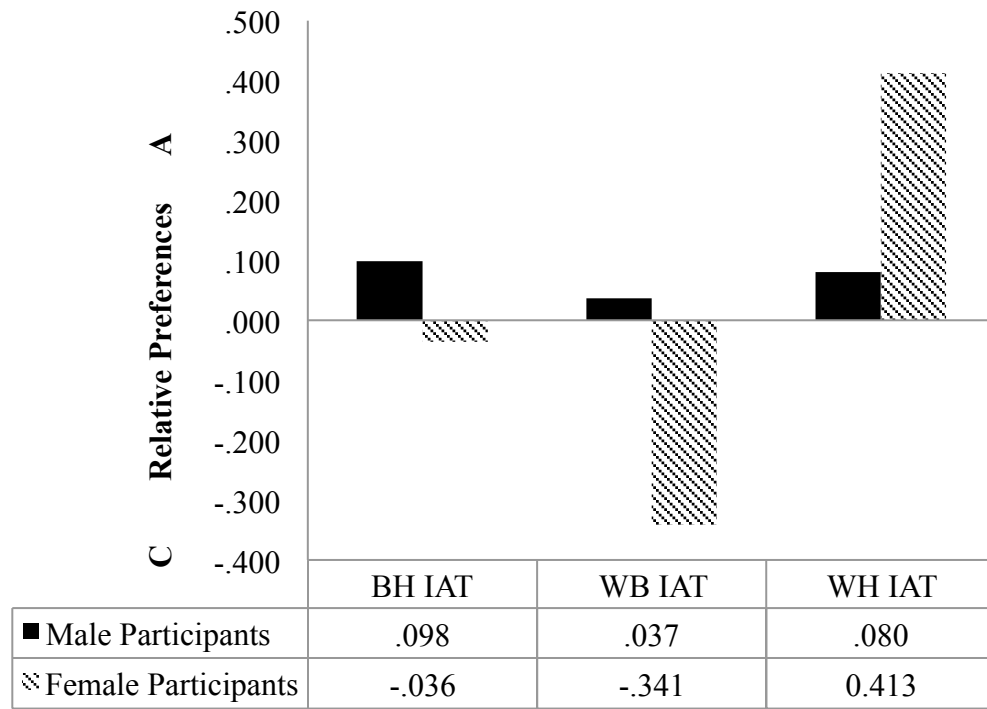 .500
.400
.300
.200
.100
.000
-.100
-.200
-.300
-.400
C Relative Preferences A
BH IAT WB IAT WH IAT
Male Participants .098 .037 .080
Female Participants -.036 -.341 0.413